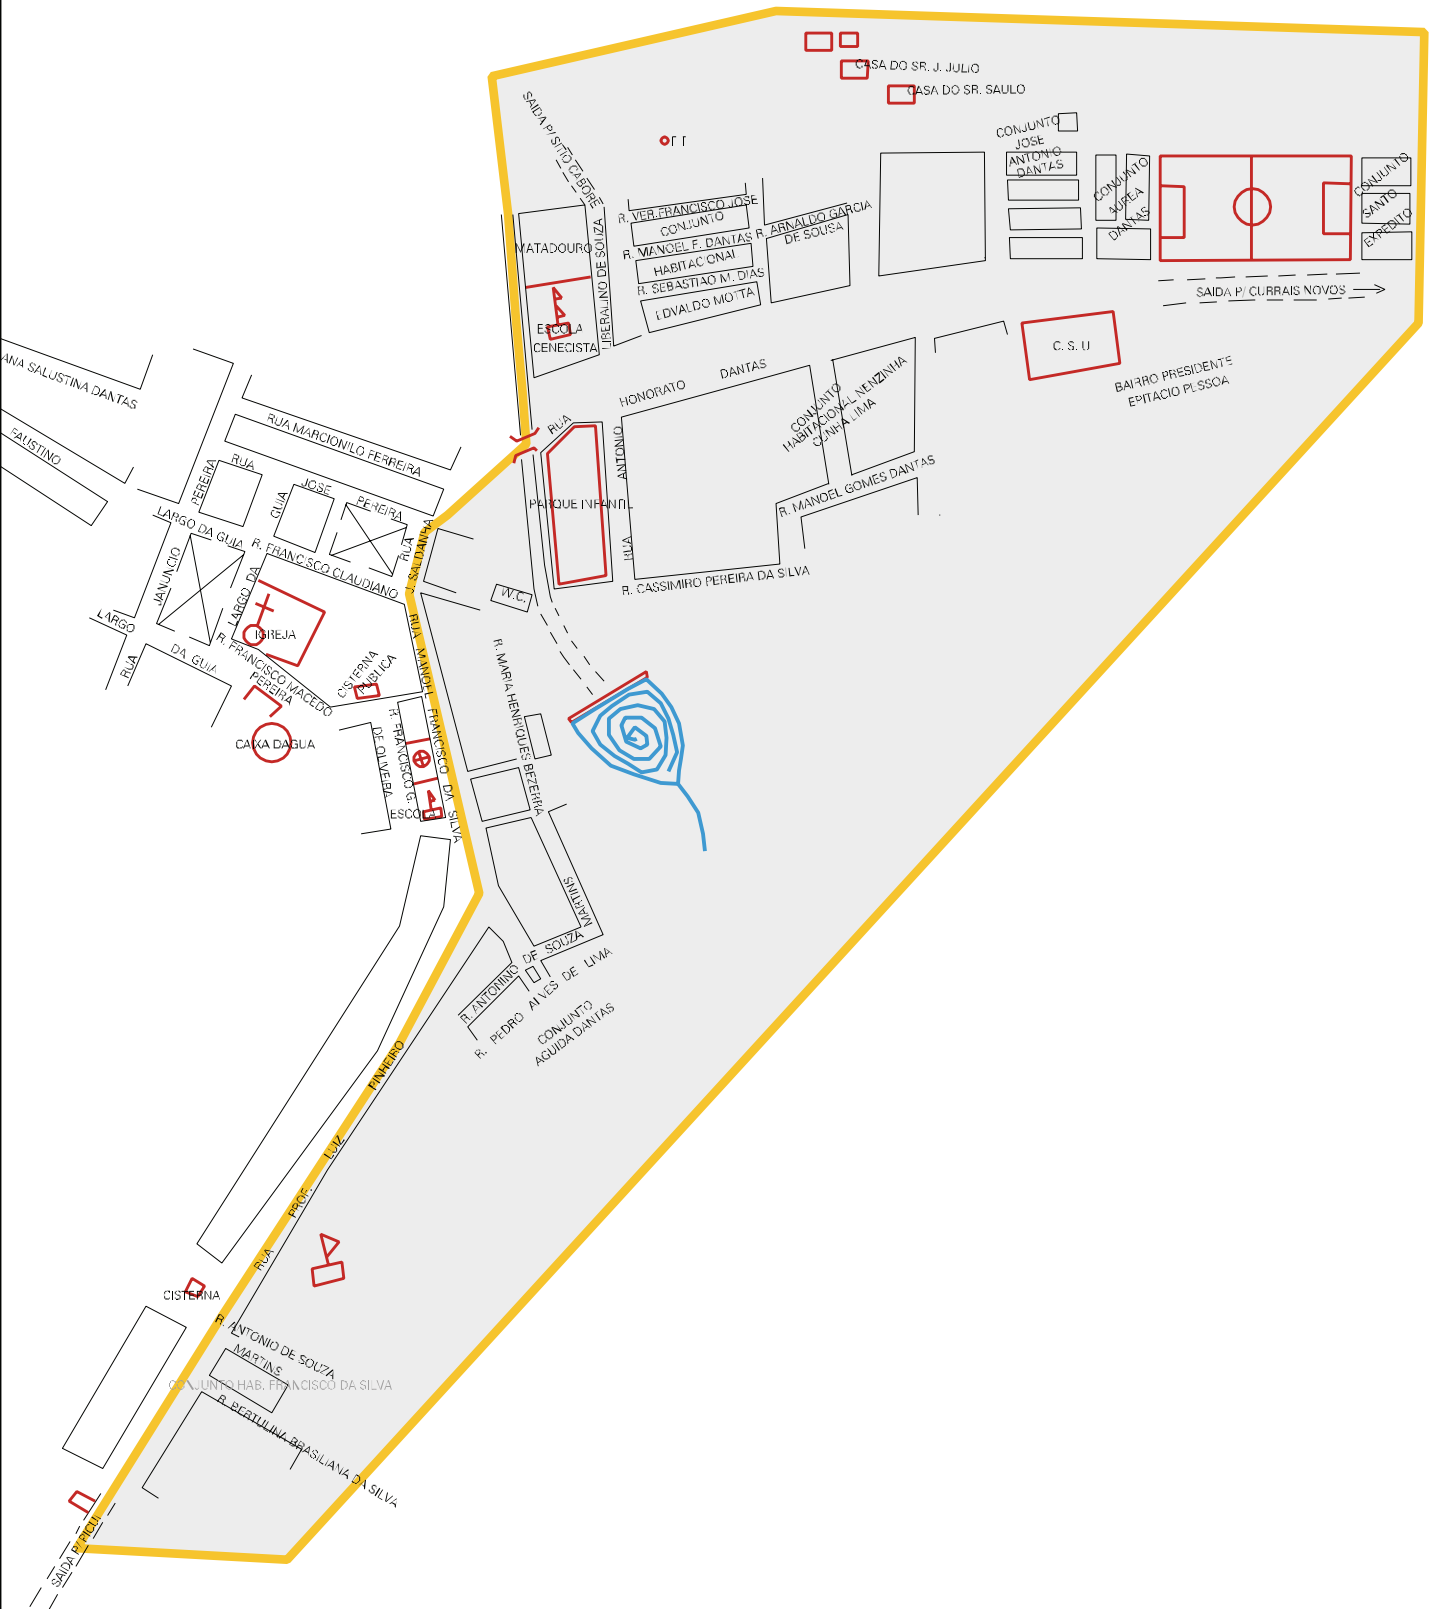 CASA DO SR. J. JULIO
CASA DO SR. SAULO
SAIDA P/ SITIO CABORÉ
CONJUNTO
JOSE
ANTONIO
DANTAS
CONJUNTO
AUREA
DANTAS
CONJUNTO
SANTO
EXPEDITO
R. VER.FRANCISCO JOSE
CONJUNTO
R. MANOEL F. DANTAS
HABITACIONAL
R. SEBASTIAO M. DIAS
EDVALDO MOTTA
R. ARNALDO GARCIA
DE SOUSA
MATADOURO
LIBERALINO DE SOUZA
ESCOLA
CENECISTA
SAIDA P/ CURRAIS NOVOS
C. S. U
BAIRRO PRESIDENTE
EPITACIO PESSOA
ANA SALUSTINA DANTAS
FAUSTINO
RUA MARCIONILO FERREIRA
RUA HONORATO DANTAS
CONJUNTO
HABITACIONAL NENZINHA
CUNHA LIMA
RUA ANTONIO
PARQUE INFANTIL
R. MANOEL GOMES DANTAS
R. CASSIMIRO PEREIRA DA SILVA
PEREIRA
RUA
GUIA
JOSE
PEREIRA
RUA
J. SALDANHA
LARGO DA GUIA
R. FRANCISCO CLAUDIANO
JANUNCIO
LARGO DA
IGREJA
LARGO
RUA
DA GUIA
R. FRANCISCO MACEDO
PEREIRA
CISTERNA
PUBLICA
CAIXA DAGUA
W.C.
RUA MANOEL FRANCISCO DA SILVA
R. FRANCISCO G.
DE OLIVEIRA
ESCOLA
R. MARIA HENRIQUES BEZERRA
R. ANTONINO DE SOUZA
MARTINS
R. PEDRO ALVES DE LIMA
CONJUNTO
AGUIDA DANTAS
RUA PROF. LUIZ PINHEIRO
CISTERNA
R. ANTONIO DE SOUZA
MARTINS
CONJUNTO HAB. FRANCISCO DA SILVA
R. BERTULINA BRASILIANA DA SILVA
SAIDA P/ PICUI